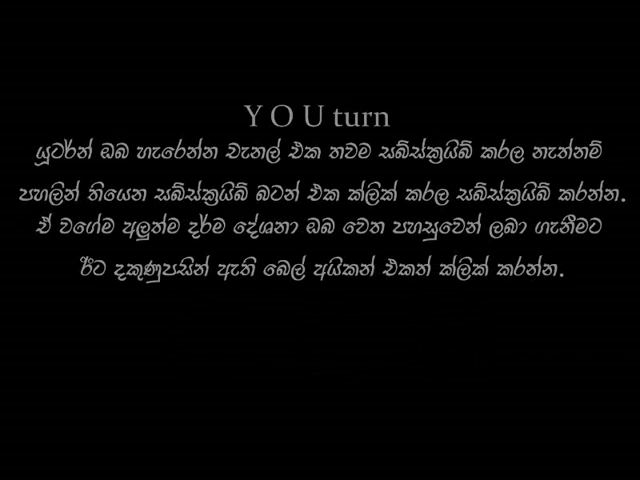 Y O U turn
යූටර්න් ඔබ හැරෙන්න චැනල් එක තවම සබ්ස්ක්‍රයිබ් කරල නැත්නම්
පහලින් තියෙන සබ්ස්ක්‍රයිබ් බටන් එක ක්ලික් කරල සබ්ස්ක්‍රයිබ් කරන්න.
ඒ වගේම අලුත්ම දර්ම දේශනා ඔබ වෙත පහසුවෙන් ලබා ගැනීමට
ඊට දකුණුපසින් ඇති බෙල් අයිකන් එකත් ක්ලික් කරන්න.